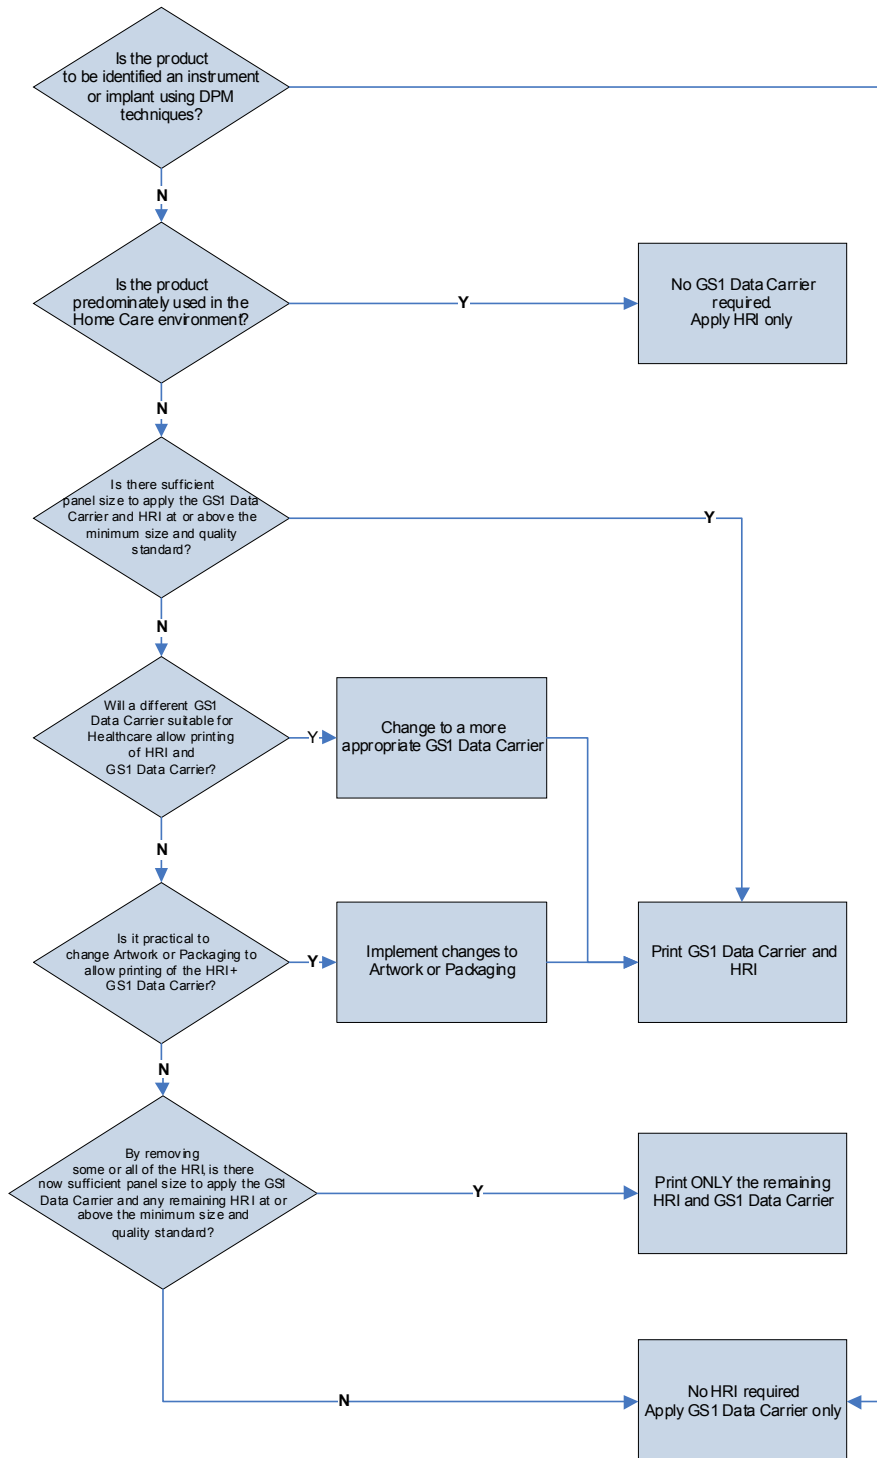 Is the product
to be identified an instrument
or implant using DPM
techniques?
N
Is the product
predominately used in the
Home Care environment?
Y
No GS1 Data Carrier
required.
Apply HRI only
N
Is there sufficient
panel size to apply the GS1 Data
Carrier and HRI at or above the
minimum size and quality
standard?
Y
N
Will a different GS1
Data Carrier suitable for
Healthcare allow printing
of HRI and
GS1 Data Carrier?
Y
Change to a more
appropriate GS1 Data Carrier
N
Is it practical to
change Artwork or Packaging to
allow printing of the HRI+
GS1 Data Carrier?
Y
Implement changes to
Artwork or Packaging
Print GS1 Data Carrier and
HRI
N
By removing
some or all of the HRI, is there
now sufficient panel size to apply the GS1
Data Carrier and any remaining HRI at or
above the minimum size and
quality standard?
Y
Print ONLY the remaining
HRI and GS1 Data Carrier
N
No HRI required
Apply GS1 Data Carrier only